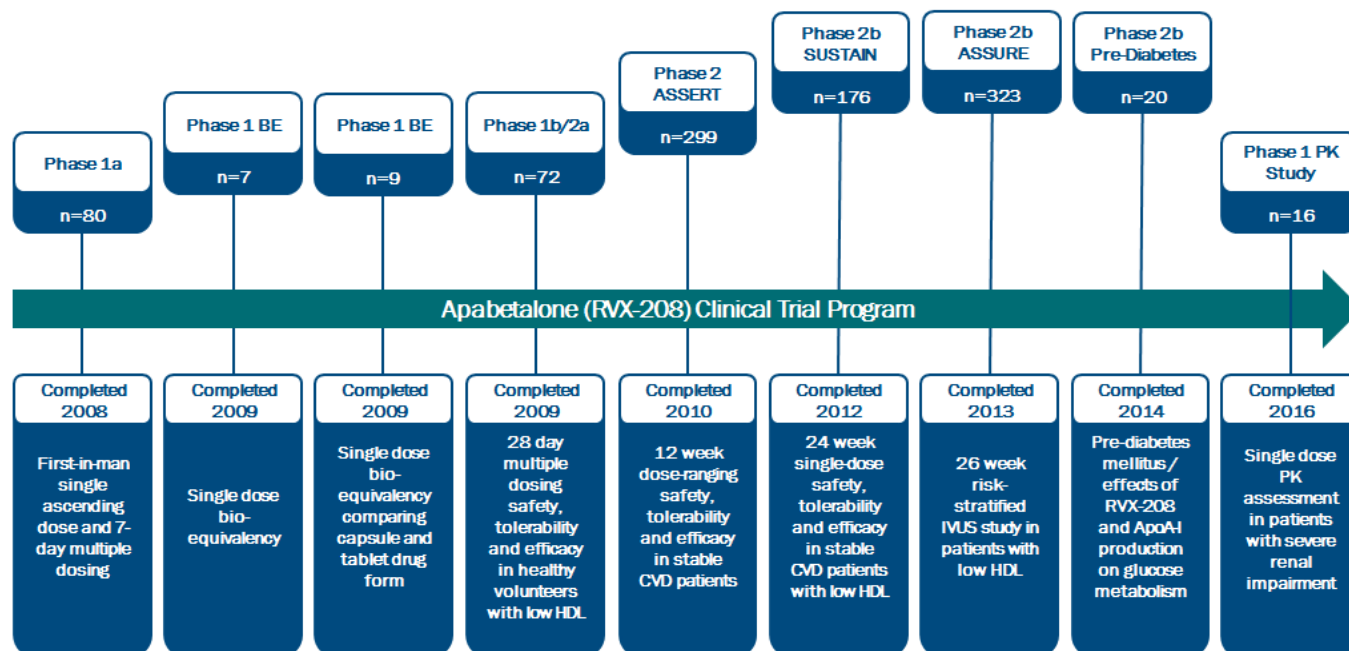 Phase 1a
n=80
Phase 1 BE
n=7
Phase 1 BE
n=9
Phase 1b/2a
n=72
Phase 2
ASSERT
n=299
Phase 2b
SUSTAIN
n=176
Phase 2b
ASSURE
n=323
Phase 2b
Pre-Diabetes
n=20
Phase 1 PK
Study
n=16
Apabetalone (RVX-208) Clinical Trial Program
Completed
2008
First-in-man
single
ascending
dose and 7-
day multiple
dosing
Completed
2009
Single dose
bio-
equivalency
Completed
2009
Single dose
bio-
equivalency
comparing
capsule and
tablet drug
form
Completed
2009
28 day
multiple
dosing
safety,
tolerability
and efficacy
in healthy
volunteers
with low HDL
Completed
2010
12 week
dose-ranging
safety,
tolerability
and efficacy
in stable
CVD patients
Completed
2012
24 week
single-dose
safety,
tolerability
and efficacy
in stable
CVD patients
with low HDL
Completed
2013
26 week
risk-
stratified
IVUS study in
patients with
low HDL
Completed
2014
Pre-diabetes
mellitus /
effects of
RVX-208
and ApoA-I
production
on glucose
metabolism
Completed
2016
Single dose
PK
assessment
in patients
with severe
renal
impairment